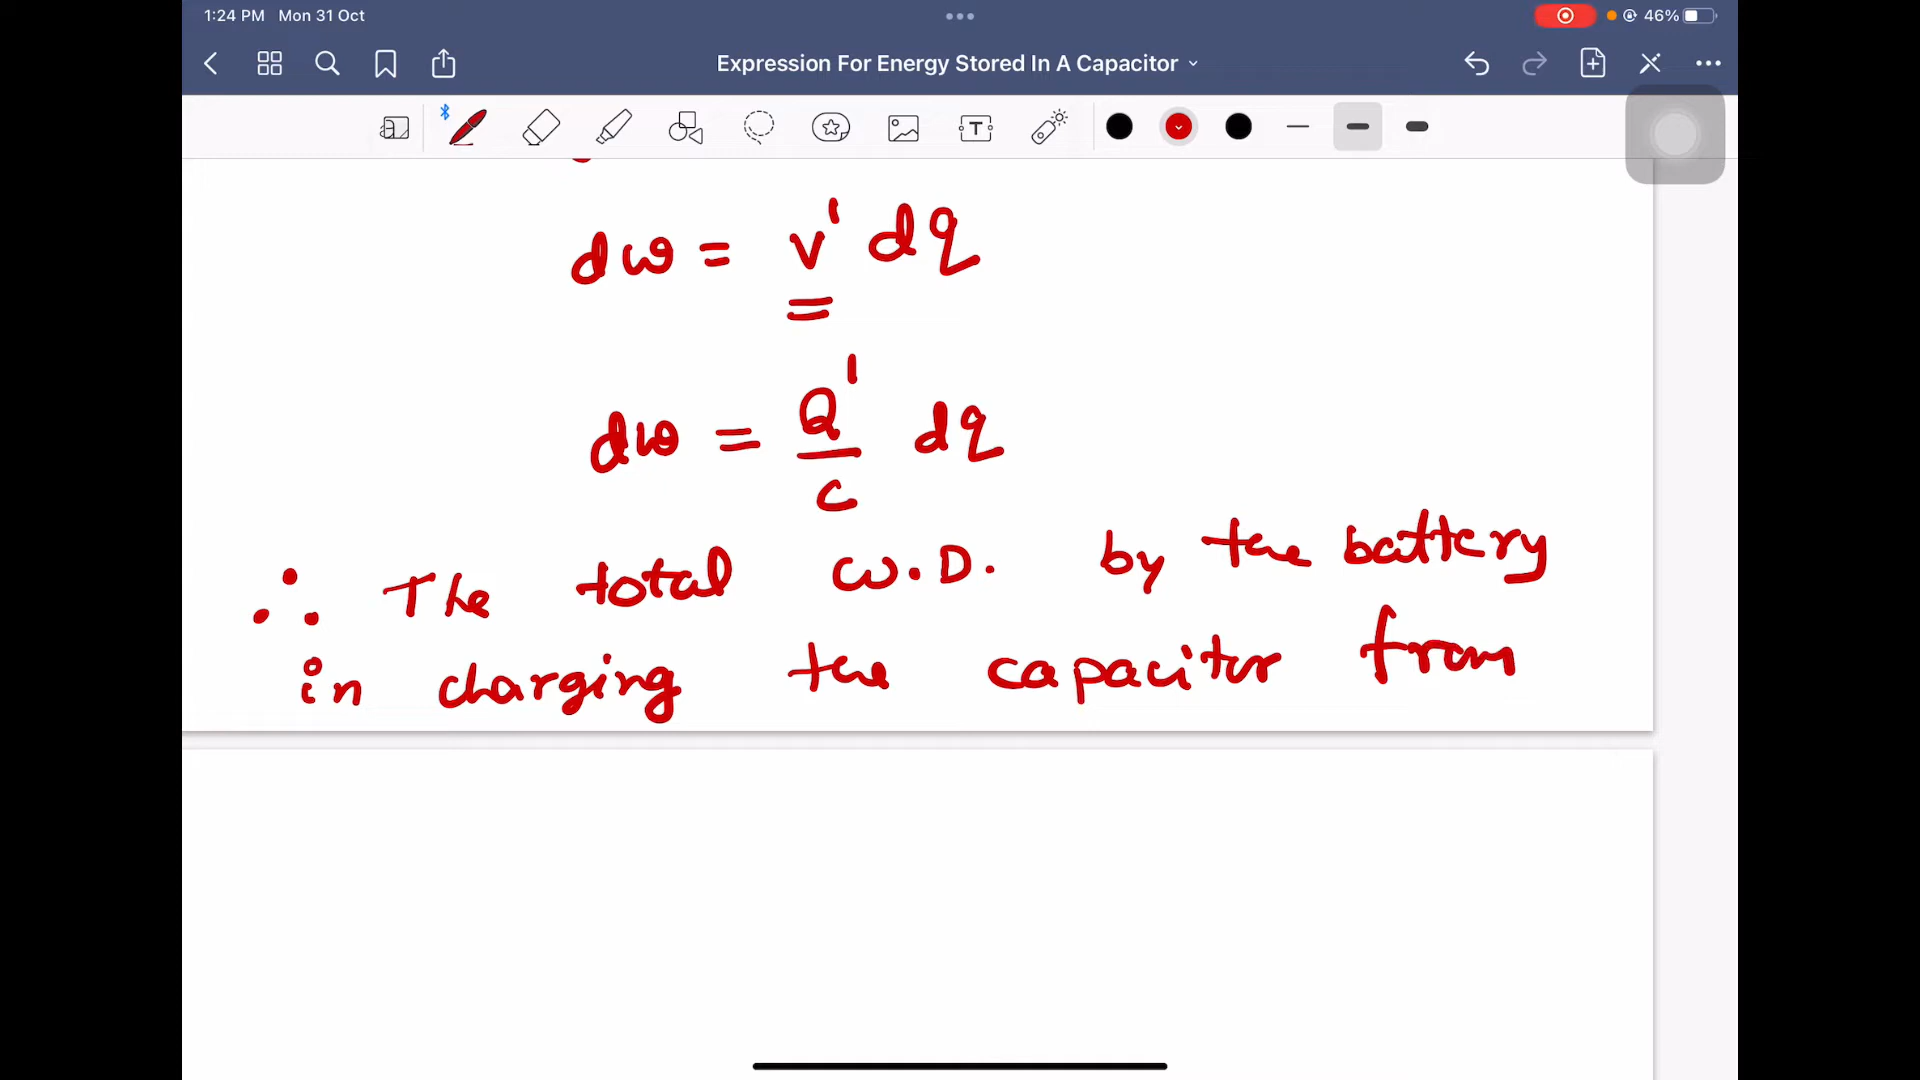 1:24 PM Mon 31 Oct
46%
Expression For Energy Stored In A Capacitor
dw = v' dq
dw = Q'/c dq
∴ The total W.D. by the battery
in charging the capacitor from